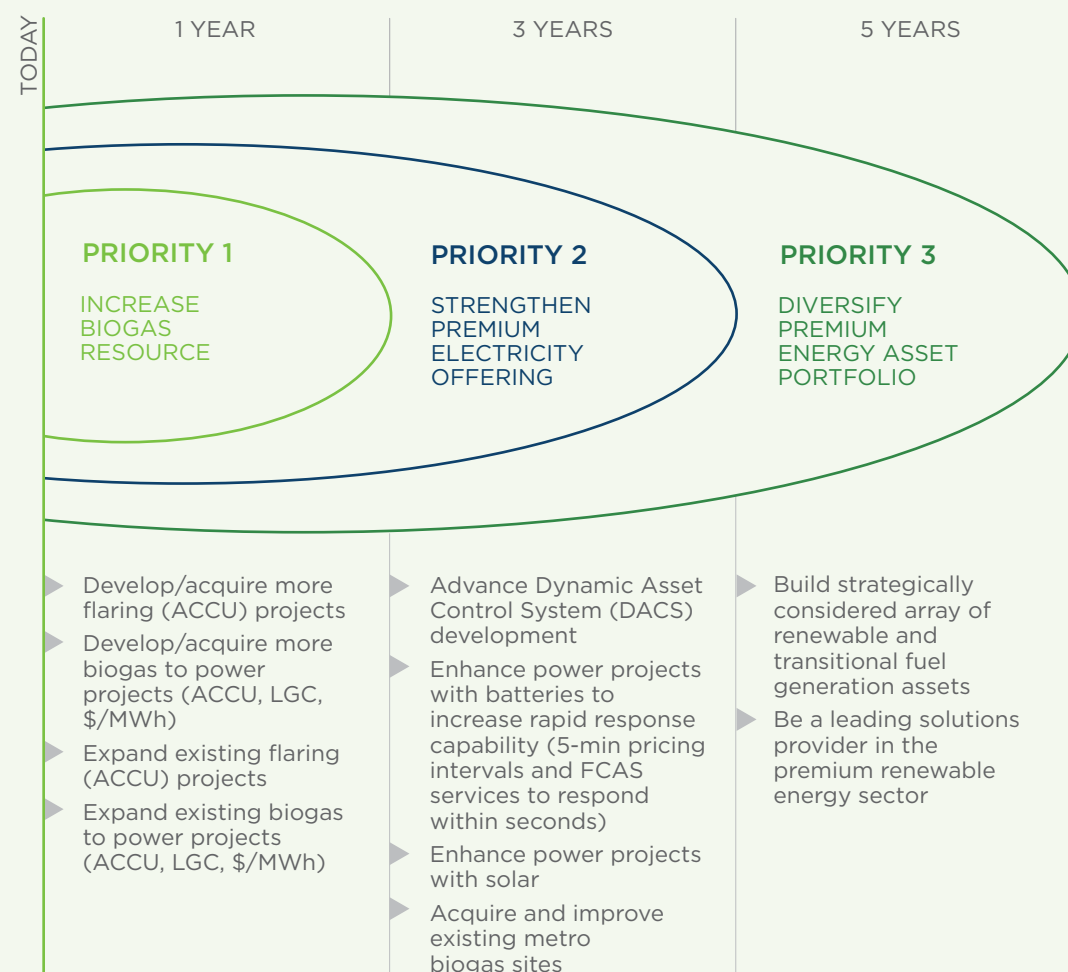 TODAY
1 YEAR
3 YEARS
5 YEARS
PRIORITY 1
INCREASE
BIOGAS
RESOURCE
PRIORITY 2
STRENGTHEN
PREMIUM
ELECTRICITY
OFFERING
PRIORITY 3
DIVERSIFY
PREMIUM
ENERGY ASSET
PORTFOLIO
Develop/acquire more
flaring (ACCU) projects
Develop/acquire more
biogas to power
projects (ACCU, LGC,
$/MWh)
Expand existing flaring
(ACCU) projects
Expand existing biogas
to power projects
(ACCU, LGC, $/MWh)
Advance Dynamic Asset
Control System (DACS)
development
Enhance power projects
with batteries to
increase rapid response
capability (5-min pricing
intervals and FCAS
services to respond
within seconds)
Enhance power projects
with solar
Acquire and improve
existing metro
biogas sites
Build strategically
considered array of
renewable and
transitional fuel
generation assets
Be a leading solutions
provider in the
premium renewable
energy sector